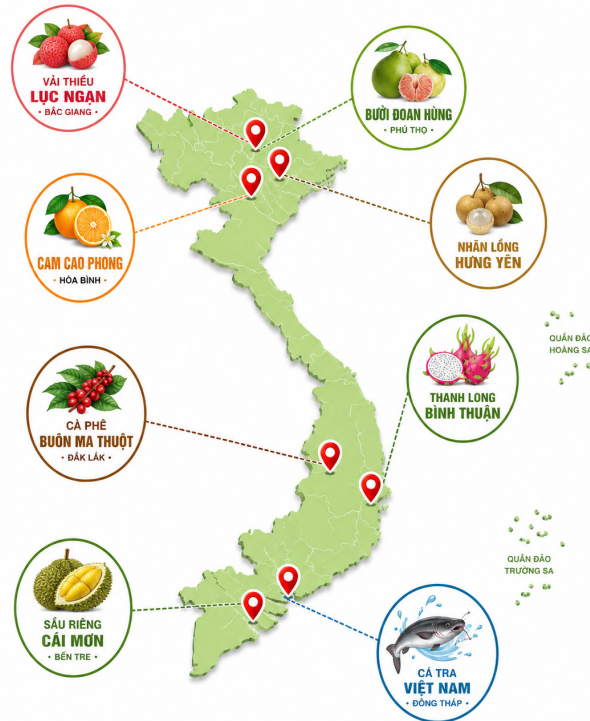 VẢI THIỀU
LỤC NGẠN
• BẮC GIANG •
BƯỞI ĐOAN HÙNG
• PHÚ THỌ •
CAM CAO PHONG
• HÒA BÌNH •
NHÃN LỒNG
HƯNG YÊN
QUẦN ĐẢO
HOÀNG SA
THANH LONG
BÌNH THUẬN
CÀ PHÊ
BUÔN MA THUỘT
• ĐẮK LẮK •
QUẦN ĐẢO
TRƯỜNG SA
SẦU RIÊNG
CÁI MƠN
• BẾN TRE •
CÁ TRA
VIỆT NAM
• ĐỒNG THÁP •